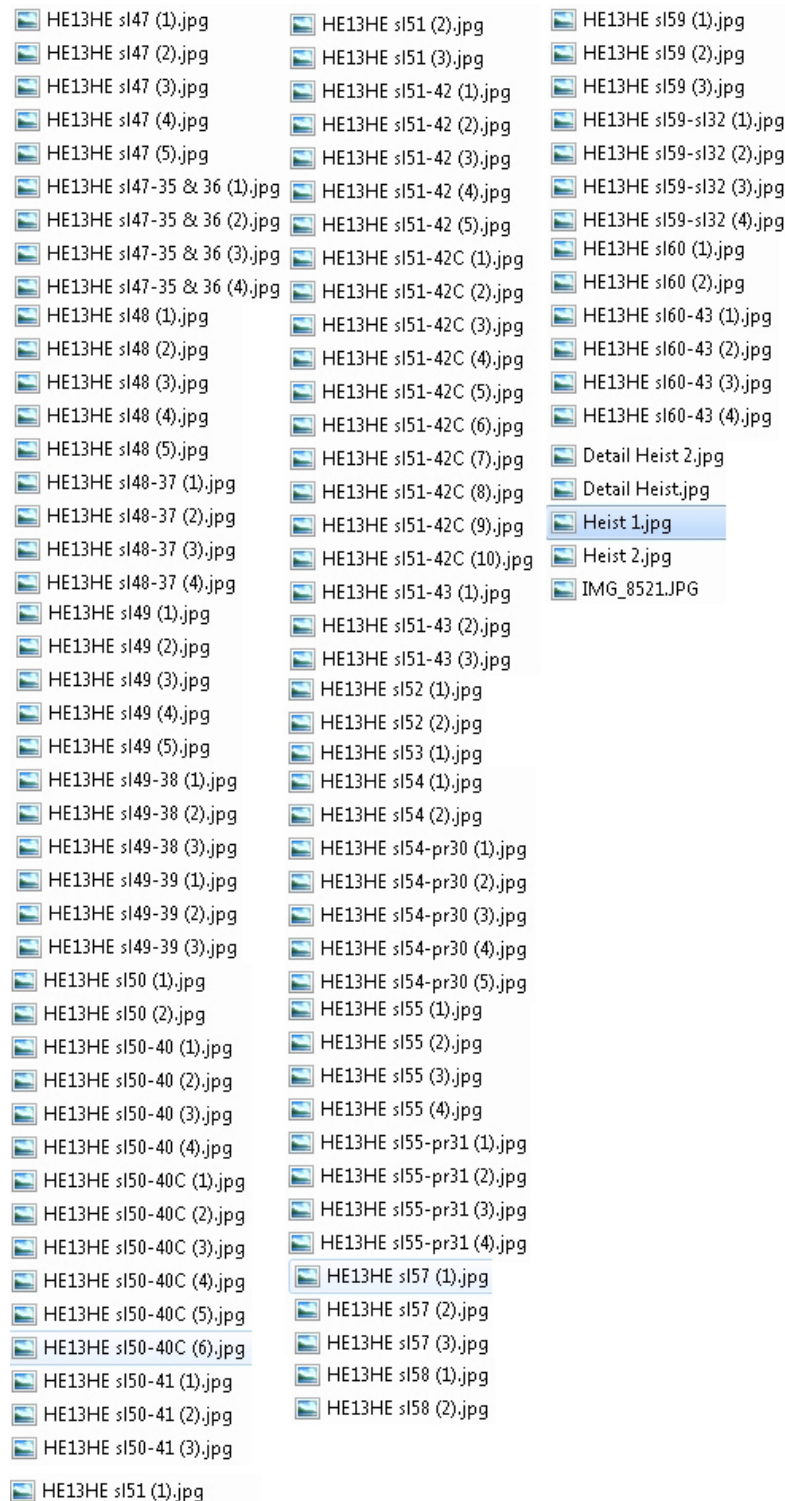 HE13HE sl47 (1).jpg
HE13HE sl47 (2).jpg
HE13HE sl47 (3).jpg
HE13HE sl47 (4).jpg
HE13HE sl47 (5).jpg
HE13HE sl47-35 & 36 (1).jpg
HE13HE sl47-35 & 36 (2).jpg
HE13HE sl47-35 & 36 (3).jpg
HE13HE sl47-35 & 36 (4).jpg
HE13HE sl48 (1).jpg
HE13HE sl48 (2).jpg
HE13HE sl48 (3).jpg
HE13HE sl48 (4).jpg
HE13HE sl48 (5).jpg
HE13HE sl48-37 (1).jpg
HE13HE sl48-37 (2).jpg
HE13HE sl48-37 (3).jpg
HE13HE sl48-37 (4).jpg
HE13HE sl49 (1).jpg
HE13HE sl49 (2).jpg
HE13HE sl49 (3).jpg
HE13HE sl49 (4).jpg
HE13HE sl49 (5).jpg
HE13HE sl49-38 (1).jpg
HE13HE sl49-38 (2).jpg
HE13HE sl49-38 (3).jpg
HE13HE sl49-39 (1).jpg
HE13HE sl49-39 (2).jpg
HE13HE sl49-39 (3).jpg
HE13HE sl50 (1).jpg
HE13HE sl50 (2).jpg
HE13HE sl50-40 (1).jpg
HE13HE sl50-40 (2).jpg
HE13HE sl50-40 (3).jpg
HE13HE sl50-40 (4).jpg
HE13HE sl50-40C (1).jpg
HE13HE sl50-40C (2).jpg
HE13HE sl50-40C (3).jpg
HE13HE sl50-40C (4).jpg
HE13HE sl50-40C (5).jpg
HE13HE sl50-40C (6).jpg
HE13HE sl50-41 (1).jpg
HE13HE sl50-41 (2).jpg
HE13HE sl50-41 (3).jpg
HE13HE sl51 (1).jpg
HE13HE sl51 (2).jpg
HE13HE sl51 (3).jpg
HE13HE sl51-42 (1).jpg
HE13HE sl51-42 (2).jpg
HE13HE sl51-42 (3).jpg
HE13HE sl51-42 (4).jpg
HE13HE sl51-42 (5).jpg
HE13HE sl51-42C (1).jpg
HE13HE sl51-42C (2).jpg
HE13HE sl51-42C (3).jpg
HE13HE sl51-42C (4).jpg
HE13HE sl51-42C (5).jpg
HE13HE sl51-42C (6).jpg
HE13HE sl51-42C (7).jpg
HE13HE sl51-42C (8).jpg
HE13HE sl51-42C (9).jpg
HE13HE sl51-42C (10).jpg
HE13HE sl51-43 (1).jpg
HE13HE sl51-43 (2).jpg
HE13HE sl51-43 (3).jpg
HE13HE sl52 (1).jpg
HE13HE sl52 (2).jpg
HE13HE sl53 (1).jpg
HE13HE sl54 (1).jpg
HE13HE sl54 (2).jpg
HE13HE sl54-pr30 (1).jpg
HE13HE sl54-pr30 (2).jpg
HE13HE sl54-pr30 (3).jpg
HE13HE sl54-pr30 (4).jpg
HE13HE sl54-pr30 (5).jpg
HE13HE sl55 (1).jpg
HE13HE sl55 (2).jpg
HE13HE sl55 (3).jpg
HE13HE sl55 (4).jpg
HE13HE sl55-pr31 (1).jpg
HE13HE sl55-pr31 (2).jpg
HE13HE sl55-pr31 (3).jpg
HE13HE sl55-pr31 (4).jpg
HE13HE sl57 (1).jpg
HE13HE sl57 (2).jpg
HE13HE sl57 (3).jpg
HE13HE sl58 (1).jpg
HE13HE sl58 (2).jpg
HE13HE sl59 (1).jpg
HE13HE sl59 (2).jpg
HE13HE sl59 (3).jpg
HE13HE sl59-sl32 (1).jpg
HE13HE sl59-sl32 (2).jpg
HE13HE sl59-sl32 (3).jpg
HE13HE sl59-sl32 (4).jpg
HE13HE sl60 (1).jpg
HE13HE sl60 (2).jpg
HE13HE sl60-43 (1).jpg
HE13HE sl60-43 (2).jpg
HE13HE sl60-43 (3).jpg
HE13HE sl60-43 (4).jpg
Detail Heist 2.jpg
Detail Heist.jpg
Heist 1.jpg
Heist 2.jpg
IMG_8521.JPG